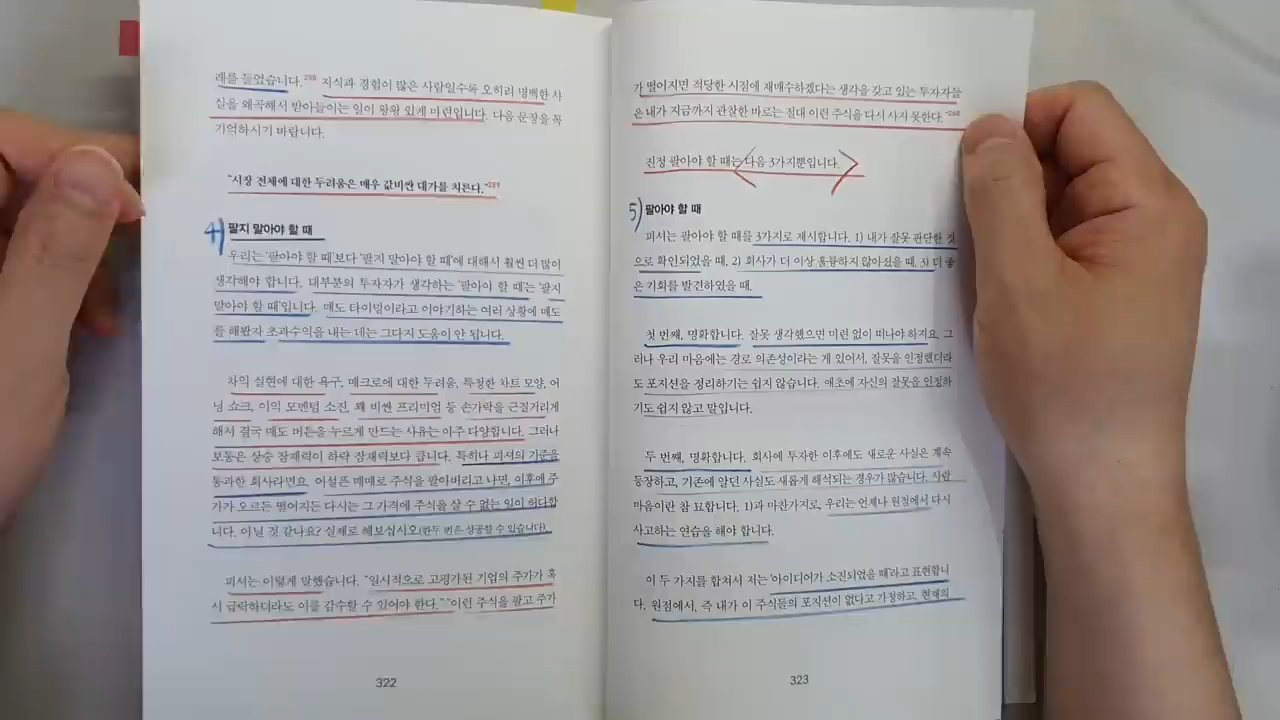 례를 들었습니다.258 지식과 경험이 많은 사람일수록 오히려 명백한 사
실을 왜곡해서 받아들이는 일이 왕왕 있게 마련입니다. 다음 문장을 꼭
기억하시기 바랍니다.
"시장 전체에 대한 두려움은 매우 값비싼 대가를 치른다."259
4) 팔지 말아야 할 때
우리는 '팔아야 할 때'보다 '팔지 말아야 할 때'에 대해서 훨씬 더 많이
생각해야 합니다. 대부분의 투자자가 생각하는 '팔아야 할 때'는 '팔지
말아야 할 때'입니다. 매도 타이밍이라고 이야기하는 여러 상황에 매도
를 해봤자 초과수익을 내는 데는 그다지 도움이 안 됩니다.
차익 실현에 대한 욕구, 매크로에 대한 두려움, 특정한 차트 모양, 어
닝 쇼크, 이익 모멘텀 소진, 꽤 비싼 프리미엄 등 손가락을 근질거리게
해서 결국 매도 버튼을 누르게 만드는 사유는 아주 다양합니다. 그러나
보통은 상승 잠재력이 하락 잠재력보다 큽니다. 특히나 피셔의 기준을
통과한 회사라면요. 어설픈 매매로 주식을 팔아버리고 나면, 이후에 주
가가 오르든 떨어지든 다시는 그 가격에 주식을 살 수 없는 일이 허다합
니다. 아닐 것 같나요? 실제로 해보십시오(한두 번은 성공할 수 있습니다).
피셔는 이렇게 말했습니다. "일시적으로 고평가된 기업의 주가가 혹
시 급락하더라도 이를 감수할 수 있어야 한다." "이런 주식을 팔고 주가
322
가 떨어지면 적당한 시점에 재매수하겠다는 생각을 갖고 있는 투자자들
은 내가 지금까지 관찰한 바로는 절대 이런 주식을 다시 사지 못한다."260
진정 팔아야 할 때는 다음 3가지뿐입니다.
5) 팔아야 할 때
피셔는 팔아야 할 때를 3가지로 제시합니다. 1) 내가 잘못 판단한 것
으로 확인되었을 때, 2) 회사가 더 이상 훌륭하지 않아졌을 때, 3) 더 좋
은 기회를 발견하였을 때.
첫 번째, 명확합니다. 잘못 생각했으면 미련 없이 떠나야 하지요. 그
러나 우리 마음에는 경로 의존성이라는 게 있어서, 잘못을 인정했더라
도 포지션을 정리하기는 쉽지 않습니다. 애초에 자신의 잘못을 인정하
기도 쉽지 않고 말입니다.
두 번째, 명확합니다. 회사에 투자한 이후에도 새로운 사실은 계속
등장하고, 기존에 알던 사실도 새롭게 해석되는 경우가 많습니다. 사람
마음이란 참 묘합니다. 1)과 마찬가지로, 우리는 언제나 원점에서 다시
사고하는 연습을 해야 합니다.
이 두 가지를 합쳐서 저는 '아이디어가 소진되었을 때'라고 표현합니
다. 원점에서, 즉 내가 이 주식들의 포지션이 없다고 가정하고, 현재의
323